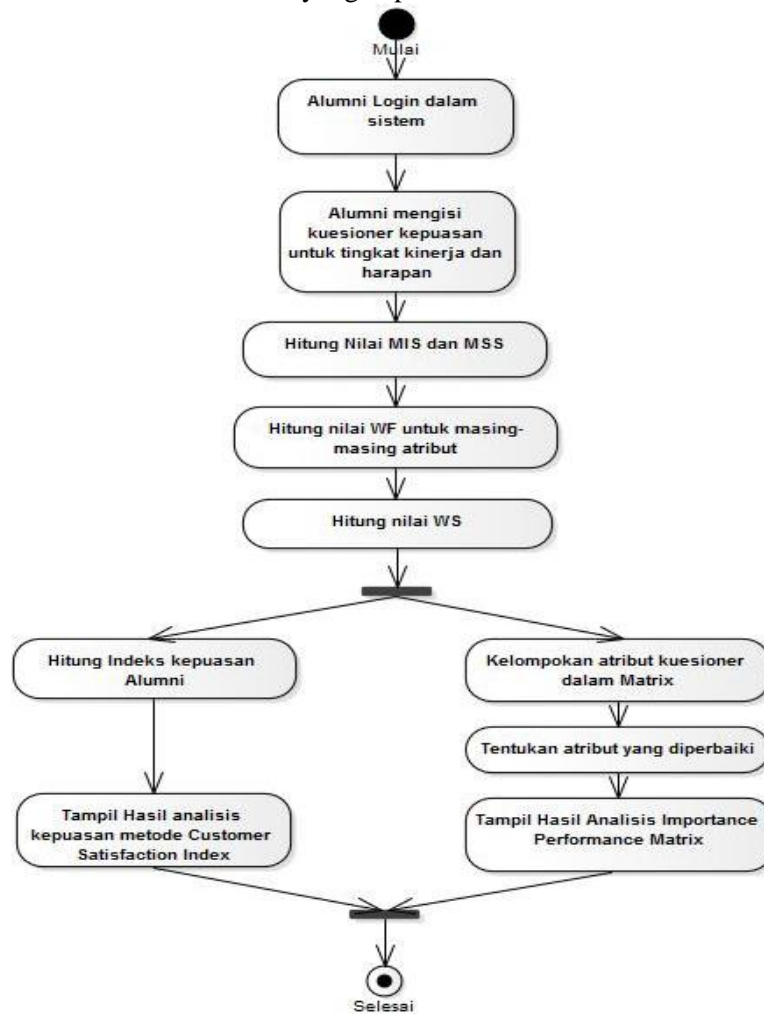 Mulai
Alumni Login dalam
sistem
Alumni mengisi
kuesioner kepuasan
untuk tingkat kinerja dan
harapan
Hitung Nilai MIS dan MSS
Hitung nilai WF untuk masing-
masing atribut
Hitung nilai WS
Hitung Indeks kepuasan
Alumni
Tampil Hasil analisis
kepuasan metode Customer
Satisfaction Index
Kelompokan atribut kuesioner
dalam Matrix
Tentukan atribut yang diperbaiki
Tampil Hasil Analisis Importance
Performance Matrix
Selesai